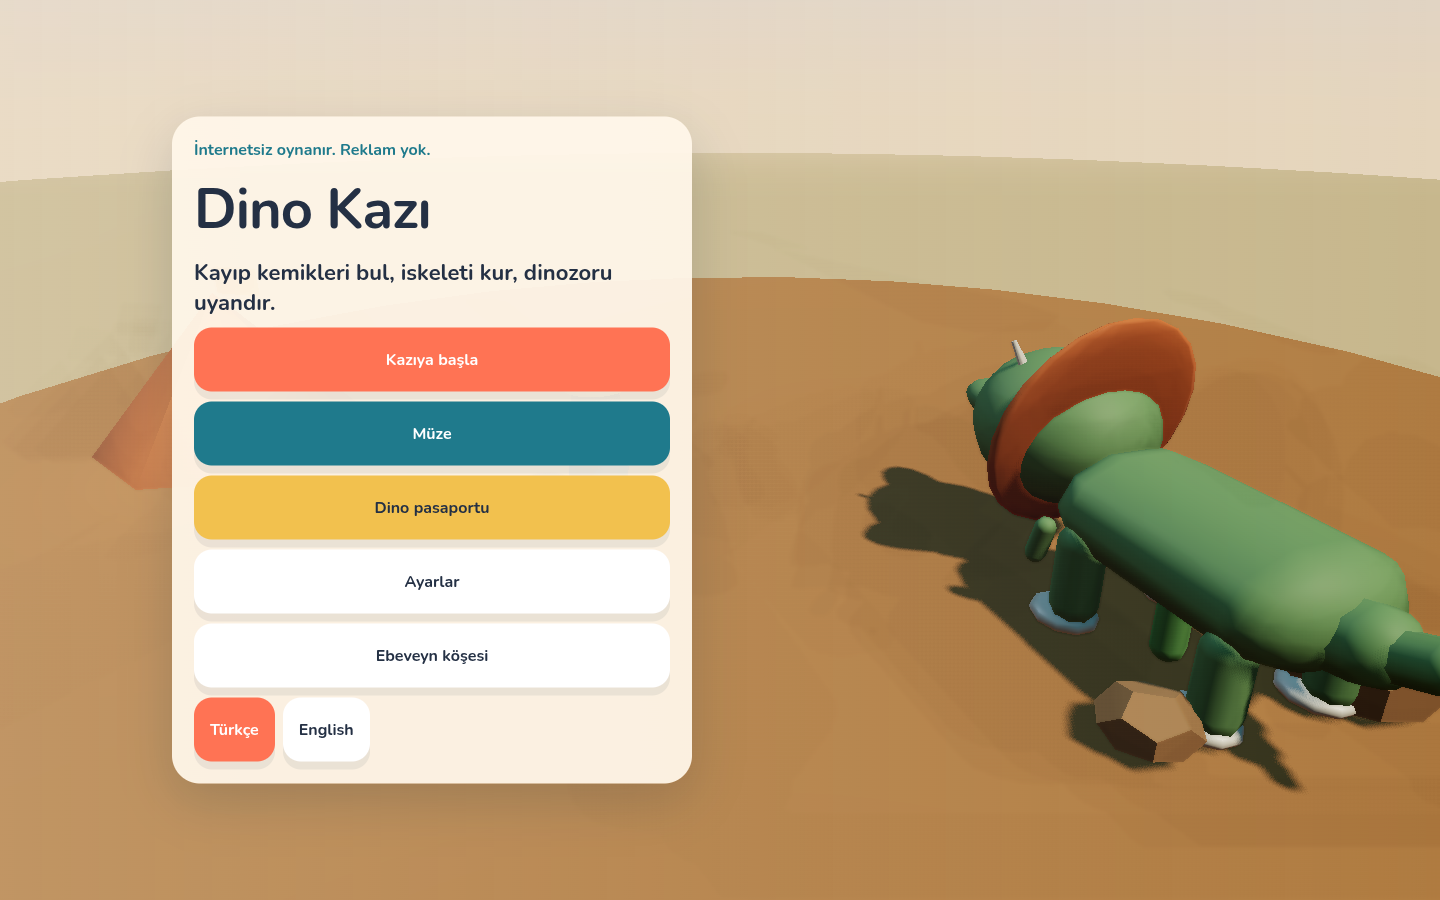 İnternetsiz oynanır. Reklam yok.
Dino Kazı
Kayıp kemikleri bul, iskeleti kur, dinozoru
uyandır.
Kazıya başla
Müze
Dino pasaportu
Ayarlar
Ebeveyn köşesi
Türkçe English